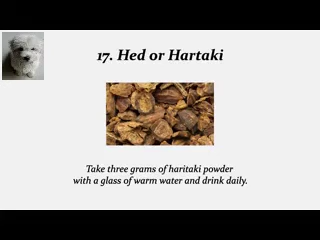 17. Hed or Hartaki
Take three grams of haritaki powder
with a glass of warm water and drink daily.